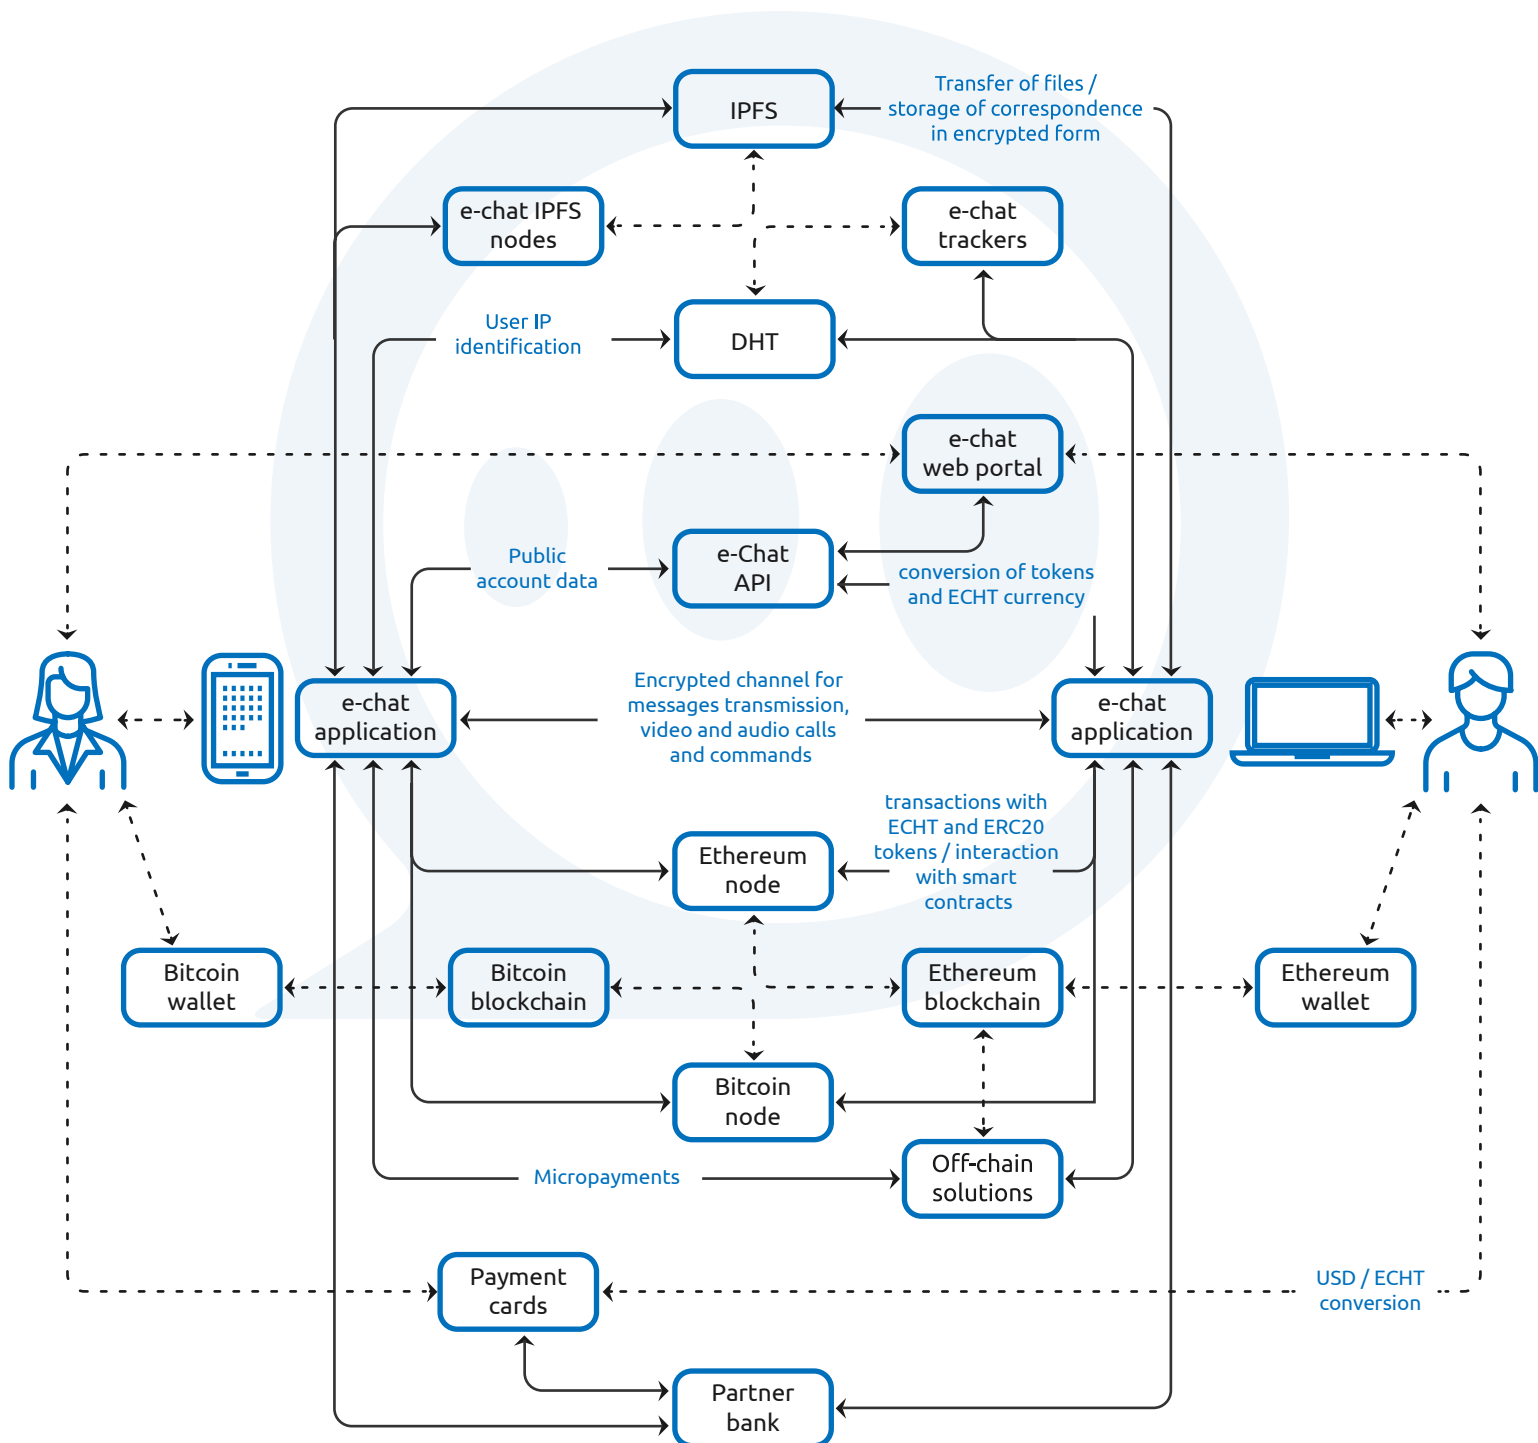 IPFS
Transfer of files /
storage of correspondence
in encrypted form
e-chat IPFS
nodes
e-chat
trackers
User IP
identification
DHT
e-chat
web portal
Public
account data
e-Chat
API
conversion of tokens
and ECHT currency
e-chat
application
Encrypted channel for
messages transmission,
video and audio calls
and commands
e-chat
application
Ethereum
node
transactions with
ECHT and ERC20
tokens / interaction
with smart
contracts
Bitcoin
wallet
Bitcoin
blockchain
Ethereum
blockchain
Ethereum
wallet
Bitcoin
node
Micropayments
Off-chain
solutions
Payment
cards
USD / ECHT
conversion
Partner
bank